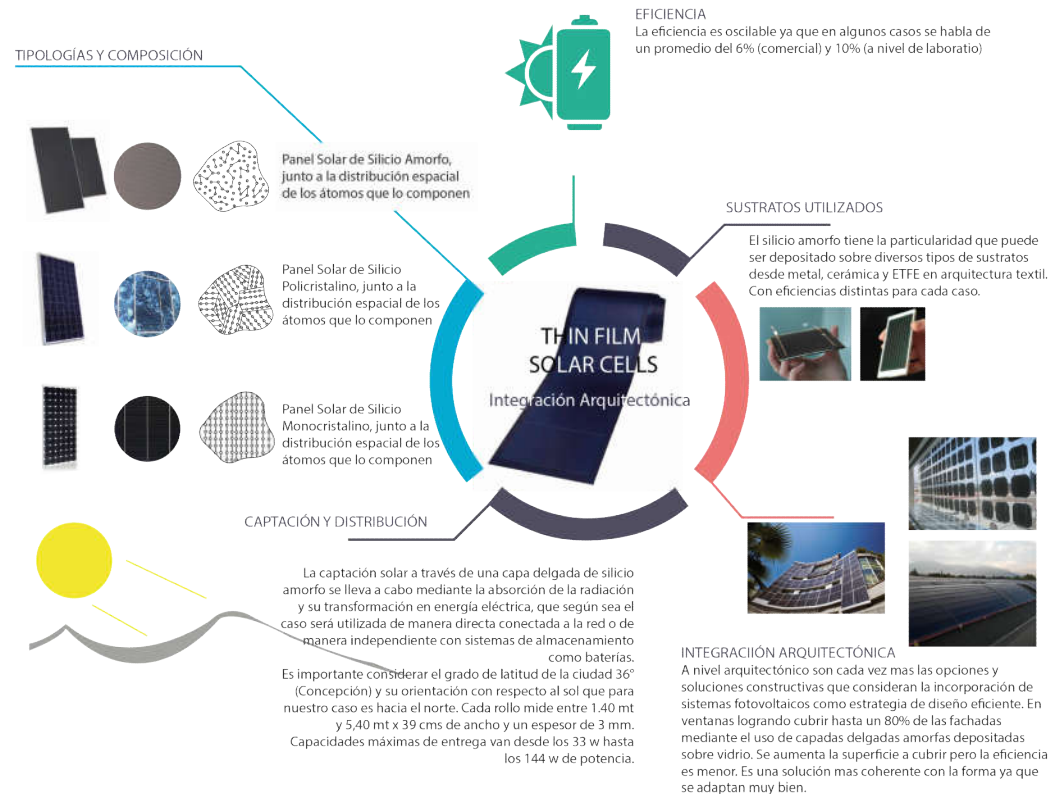 EFICIENCIA
La eficiencia es oscilable ya que en algunos casos se habla de
un promedio del 6% (comercial) y 10% (a nivel de laboratio)
TIPOLOGÍAS Y COMPOSICIÓN
Panel Solar de Silicio Amorfo,
junto a la distribución espacial
de los átomos que lo componen
Panel Solar de Silicio
Policristalino, junto a la
distribución espacial de los
átomos que lo componen
Panel Solar de Silicio
Monocristalino, junto a la
distribución espacial de los
átomos que lo componen
SUSTRATOS UTILIZADOS
El silicio amorfo tiene la particularidad que puede
ser depositado sobre diversos tipos de sustratos
desde metal, cerámica y ETFE en arquitectura textil.
Con eficiencias distintas para cada caso.
THIN FILM
SOLAR CELLS
Integración Arquitectónica
CAPTACIÓN Y DISTRIBUCIÓN
La captación solar a través de una capa delgada de silicio
amorfo se lleva a cabo mediante la absorción de la radiación
y su transformación en energía eléctrica, que según sea el
caso será utilizada de manera directa conectada a la red o de
manera independiente con sistemas de almacenamiento
como baterías.
Es importante considerar el grado de latitud de la ciudad 36°
(Concepción) y su orientación con respecto al sol que para
nuestro caso es hacia el norte. Cada rollo mide entre 1.40 mt
y 5,40 mt x 39 cms de ancho y un espesor de 3 mm.
Capacidades máximas de entrega van desde los 33 w hasta
los 144 w de potencia.
INTEGRACIIÓN ARQUITECTÓNICA
A nivel arquitectónico son cada vez mas las opciones y
soluciones constructivas que consideran la incorporación de
sistemas fotovoltaicos como estrategia de diseño eficiente. En
ventanas logrando cubrir hasta un 80% de las fachadas
mediante el uso de capadas delgadas amorfas depositadas
sobre vidrio. Se aumenta la superficie a cubrir pero la eficiencia
es menor. Es una solución mas coherente con la forma ya que
se adaptan muy bien.